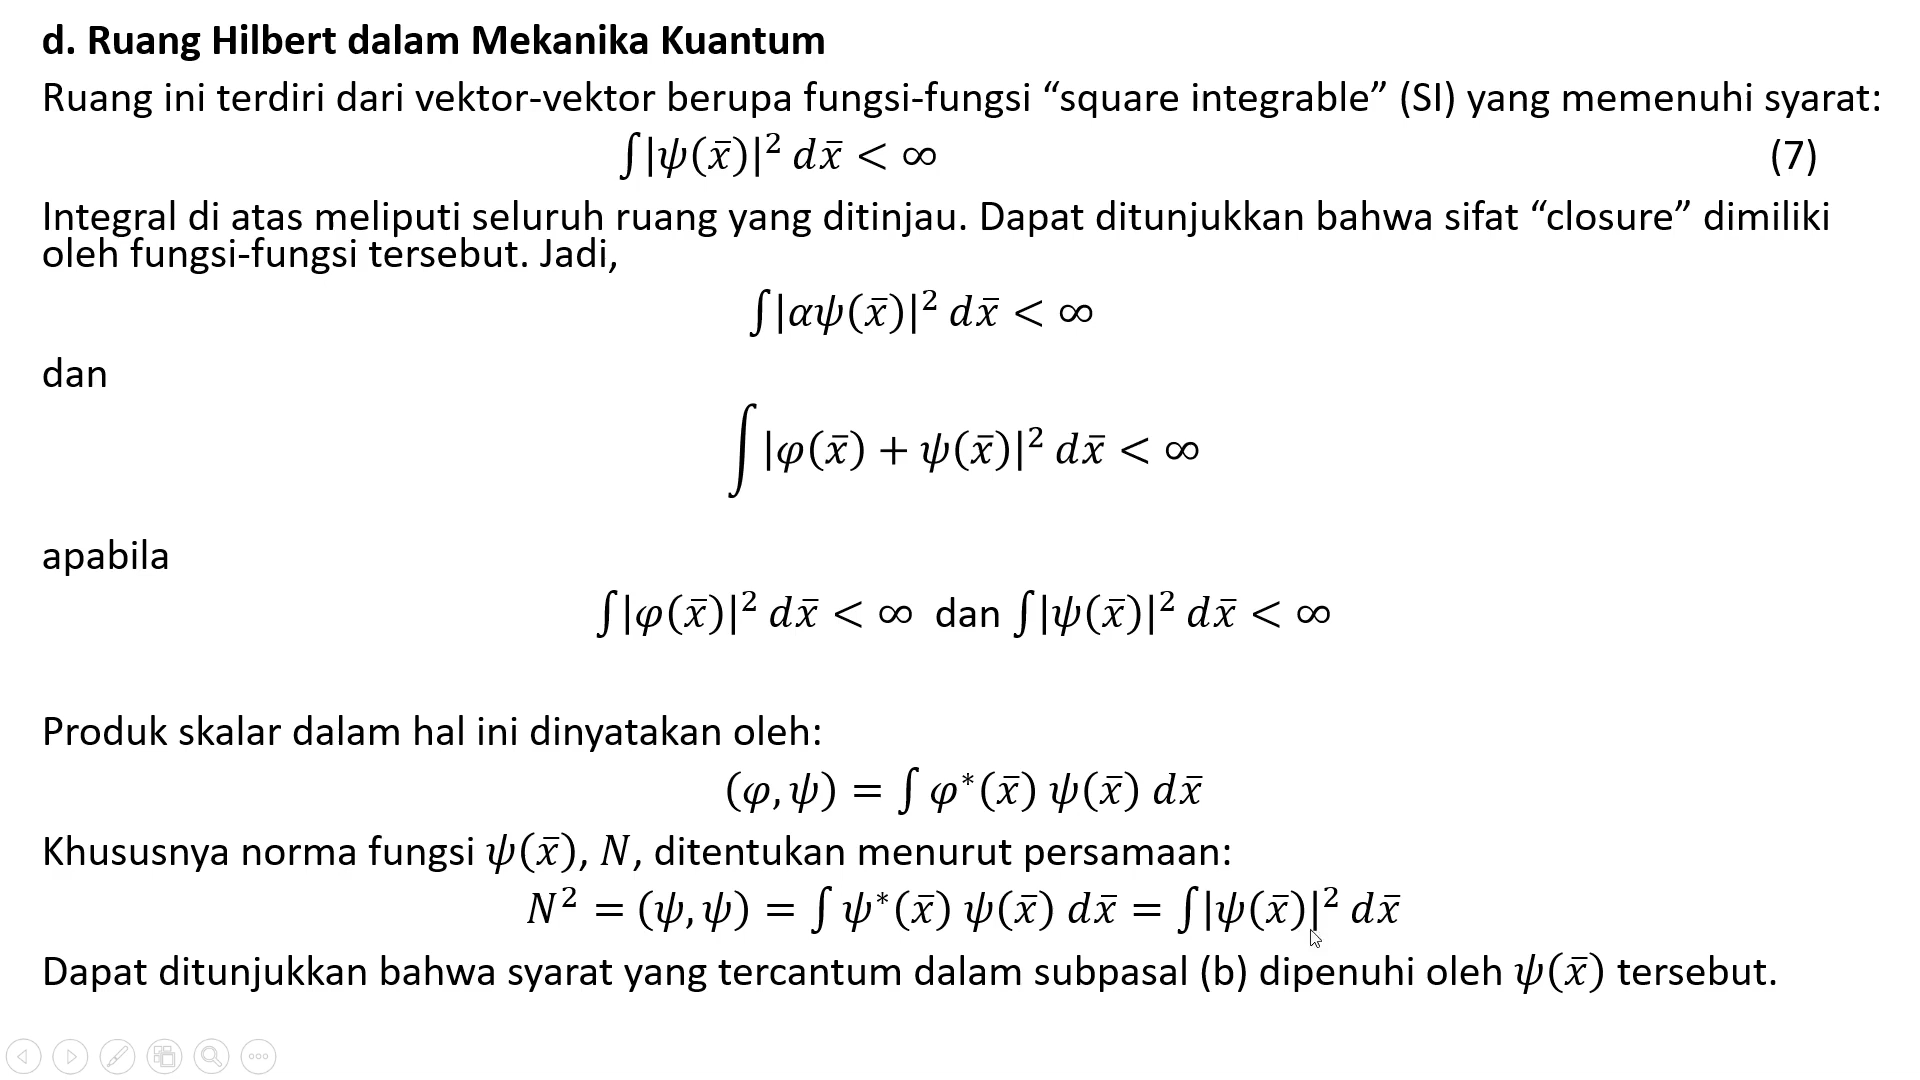 d. Ruang Hilbert dalam Mekanika Kuantum
Ruang ini terdiri dari vektor-vektor berupa fungsi-fungsi “square integrable” (SI) yang memenuhi syarat:
∫|ψ(x̄)|² dx̄ < ∞ (7)
Integral di atas meliputi seluruh ruang yang ditinjau. Dapat ditunjukkan bahwa sifat “closure” dimiliki
oleh fungsi-fungsi tersebut. Jadi,
∫|αψ(x̄)|² dx̄ < ∞
dan
∫|φ(x̄) + ψ(x̄)|² dx̄ < ∞
apabila
∫|φ(x̄)|² dx̄ < ∞ dan ∫|ψ(x̄)|² dx̄ < ∞
Produk skalar dalam hal ini dinyatakan oleh:
(φ, ψ) = ∫ φ*(x̄) ψ(x̄) dx̄
Khususnya norma fungsi ψ(x̄), N, ditentukan menurut persamaan:
N² = (ψ, ψ) = ∫ ψ*(x̄) ψ(x̄) dx̄ = ∫|ψ(x̄)|² dx̄
Dapat ditunjukkan bahwa syarat yang tercantum dalam subpasal (b) dipenuhi oleh ψ(x̄) tersebut.